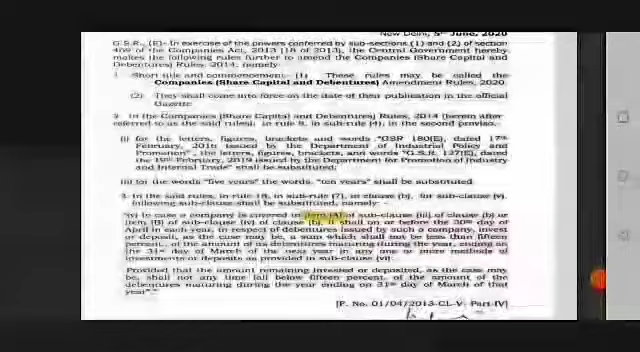 New Delhi, 5th June, 2020
G.S.R. (E)- In exercise of the powers conferred by sub-sections (1) and (2) of section
469 of the Companies Act, 2013 (18 of 2013), the Central Government hereby
makes the following rules further to amend the Companies (Share Capital and
Debentures) Rules, 2014, namely
1. Short title and commencement. (1) These rules may be called the
Companies (Share Capital and Debentures) Amendment Rules, 2020
(2) They shall come into force on the date of their publication in the official
Gazette
2. In the Companies (Share Capital and Debentures) Rules, 2014 (herein after
referred to as the said rules), in rule 8, in sub-rule (4), in the second proviso,
(i) for the letters, figures, brackets and words "GSR 180(E), dated 17th
February, 2016 issued by the Department of Industrial Policy and
Promotion", the letters, figures, brackets, and words "G.S.R. 127(E), dated
the 19th February, 2019 issued by the Department for Promotion of Industry
and Internal Trade" shall be substituted;
(ii) for the words "five years" the words, "ten years" shall be substituted
3. In the said rules, in rule 18, in sub-rule (7), in clause (b), for sub-clause (v),
following sub-clause shall be substituted, namely
"(v) In case a company is covered in item (A) of sub-clause (iii) of clause (b) or
item (B) of sub-clause (iv) of clause (b), it shall on or before the 30th day of
April in each year, in respect of debentures issued by such a company, invest
or deposit, as the case may be, a sum which shall not be less than fifteen
percent, of the amount of its debentures maturing during the year, ending on
the 31st day of March of the next year in any one or more methods of
investments or deposits as provided in sub-clause (vi)
Provided that the amount remaining invested or deposited, as the case may
be, shall not any time fall below fifteen percent, of the amount of the
debentures maturing during the year ending on 31st day of March of that
year"
[F. No. 01/04/2013-CL-V- Part-IV]